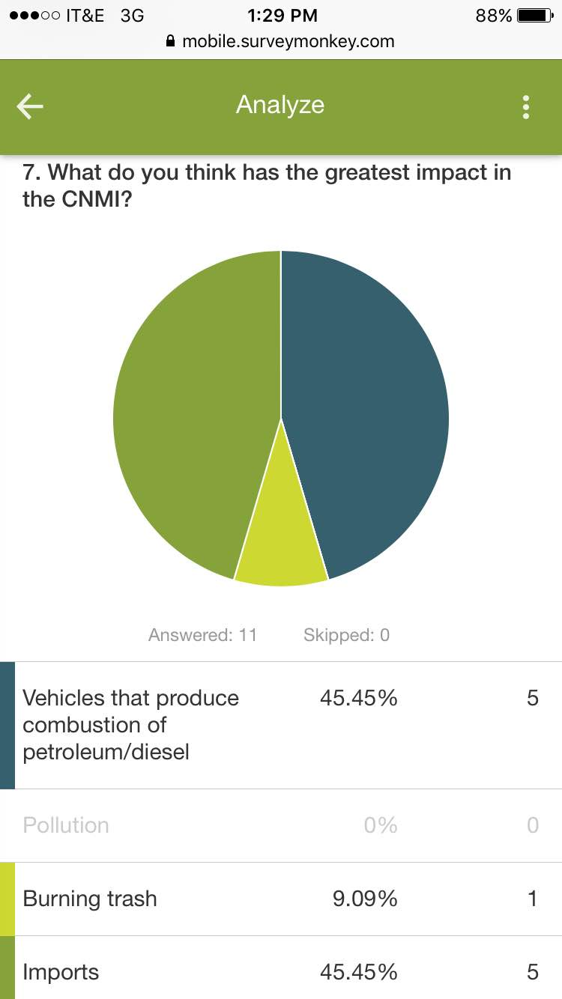 IT&E 3G 1:29 PM 88%
mobile.surveymonkey.com
Analyze
7. What do you think has the greatest impact in
the CNMI?
Answered: 11 Skipped: 0
Vehicles that produce 45.45% 5
combustion of
petroleum/diesel
Pollution 0% 0
Burning trash 9.09% 1
Imports 45.45% 5